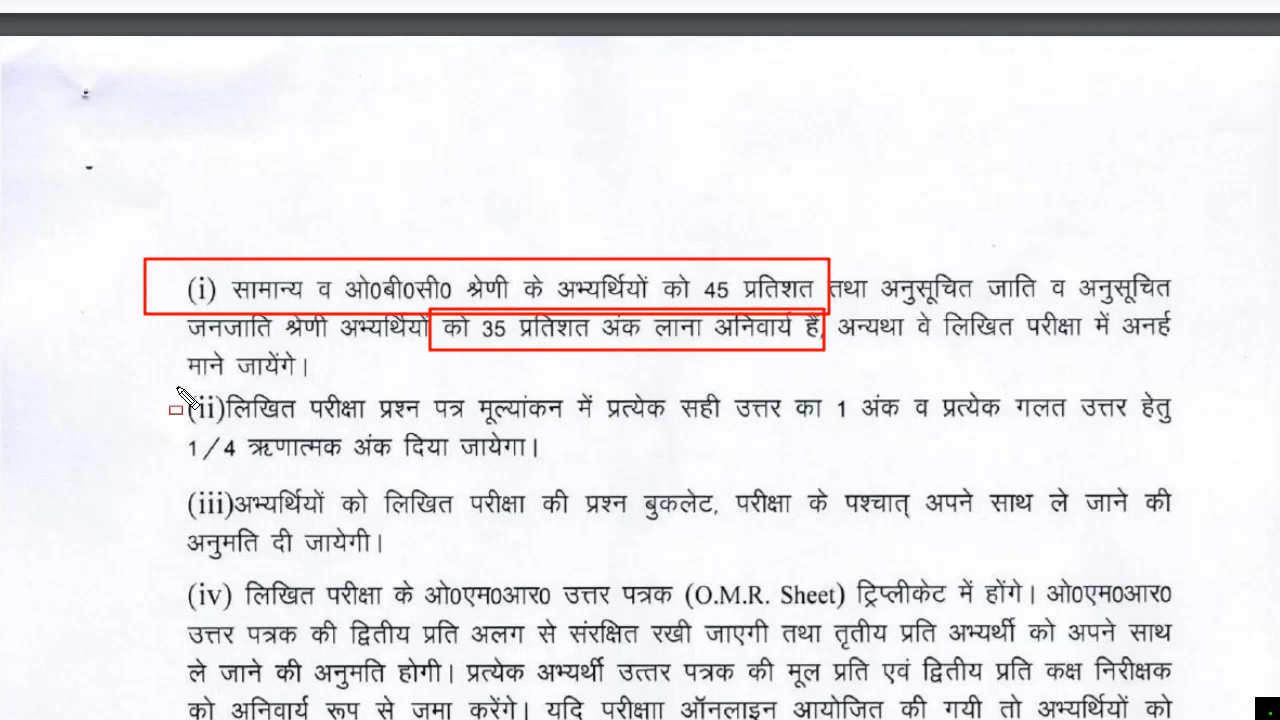 (i) सामान्य व ओ0बी0सी0 श्रेणी के अभ्यर्थियों को 45 प्रतिशत तथा अनुसूचित जाति व अनुसूचित
जनजाति श्रेणी अभ्यर्थियों को 35 प्रतिशत अंक लाना अनिवार्य हैं, अन्यथा वे लिखित परीक्षा में अनर्ह
माने जायेंगे।
(ii)लिखित परीक्षा प्रश्न पत्र मूल्यांकन में प्रत्येक सही उत्तर का 1 अंक व प्रत्येक गलत उत्तर हेतु
1/4 ऋणात्मक अंक दिया जायेगा।
(iii)अभ्यर्थियों को लिखित परीक्षा की प्रश्न बुकलेट, परीक्षा के पश्चात् अपने साथ ले जाने की
अनुमति दी जायेगी।
(iv) लिखित परीक्षा के ओ0एम0आर0 उत्तर पत्रक (O.M.R. Sheet) ट्रिप्लीकेट में होंगे। ओ0एम0आर0
उत्तर पत्रक की द्वितीय प्रति अलग से संरक्षित रखी जाएगी तथा तृतीय प्रति अभ्यर्थी को अपने साथ
ले जाने की अनुमति होगी। प्रत्येक अभ्यर्थी उत्तर पत्रक की मूल प्रति एवं द्वितीय प्रति कक्ष निरीक्षक
को अनिवार्य रूप से जमा करेंगे। यदि परीक्षाा ऑनलाइन आयोजित की गयी तो अभ्यर्थियों को